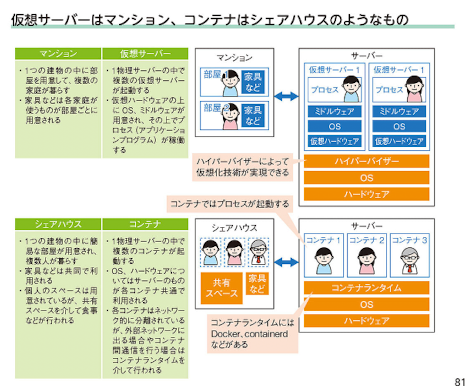 仮想サーバーはマンション、コンテナはシェアハウスのようなもの
マンション
仮想サーバー
・1つの建物の中に部
屋を用意して、複数の
家庭が暮らす
・家具などは各家庭が
使うものが部屋ごとに
用意される
・1物理サーバーの中で
複数の仮想サーバー
が起動する
・仮想ハードウェアの上
にOS、ミドルウェアが
用意され、その上でプ
ロセス（アプリケーショ
ンプログラム）が稼働
する
マンション
部屋1
家具
など
部屋2
家具
など
サーバー
仮想サーバー1
仮想サーバー1
プロセス
プロセス
ミドルウェア
ミドルウェア
OS
OS
仮想ハードウェア
仮想ハードウェア
ハイパーバイザー
OS
ハードウェア
ハイパーバイザーによって
仮想化技術が実現できる
コンテナではプロセスが起動する
シェアハウス
コンテナ
・1つの建物の中に簡
易な部屋が用意され、
複数人が暮らす
・家具などは共同で利
用される
・個人のスペースは用
意されているが、共有
スペースを介して食事
などが行われる
・1物理サーバーの中で
複数のコンテナが起
動する
・OS、ハードウェアにつ
いてはサーバーのもの
が各コンテナ共通で
利用される
・各コンテナはネットワー
ク的に分離されている
が、外部ネットワークに
出る場合やコンテナ
間通信を行う場合は
コンテナランタイムを
介して行われる
シェアハウス
共有
スペース
家具
など
サーバー
コンテナ1
コンテナ2
コンテナ3
コンテナランタイム
OS
ハードウェア
コンテナランタイムには
Docker、containerd
などがある
81